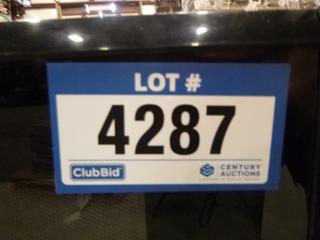 LOT #
4287
ClubBid
CENTURY
AUCTIONS